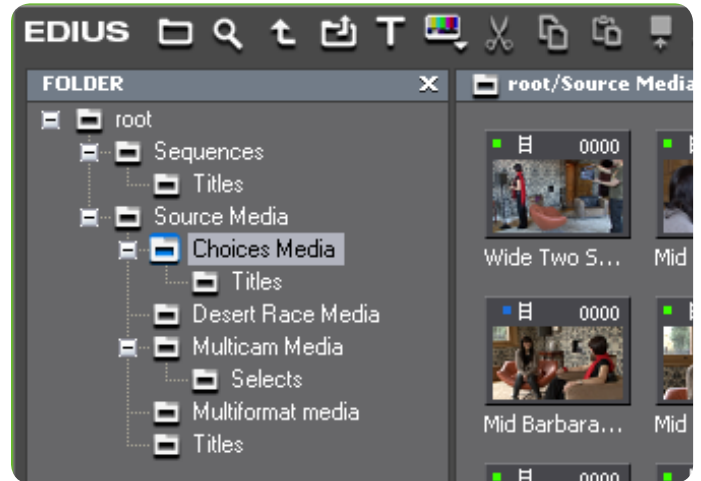 EDIUS T
FOLDER X
root/Source Media
root
Sequences
Titles
Source Media
Choices Media
Titles
Desert Race Media
Multicam Media
Selects
Multiformat media
Titles
0000
Wide Two S... Mid
0000
Mid Barbara... Mid
0000